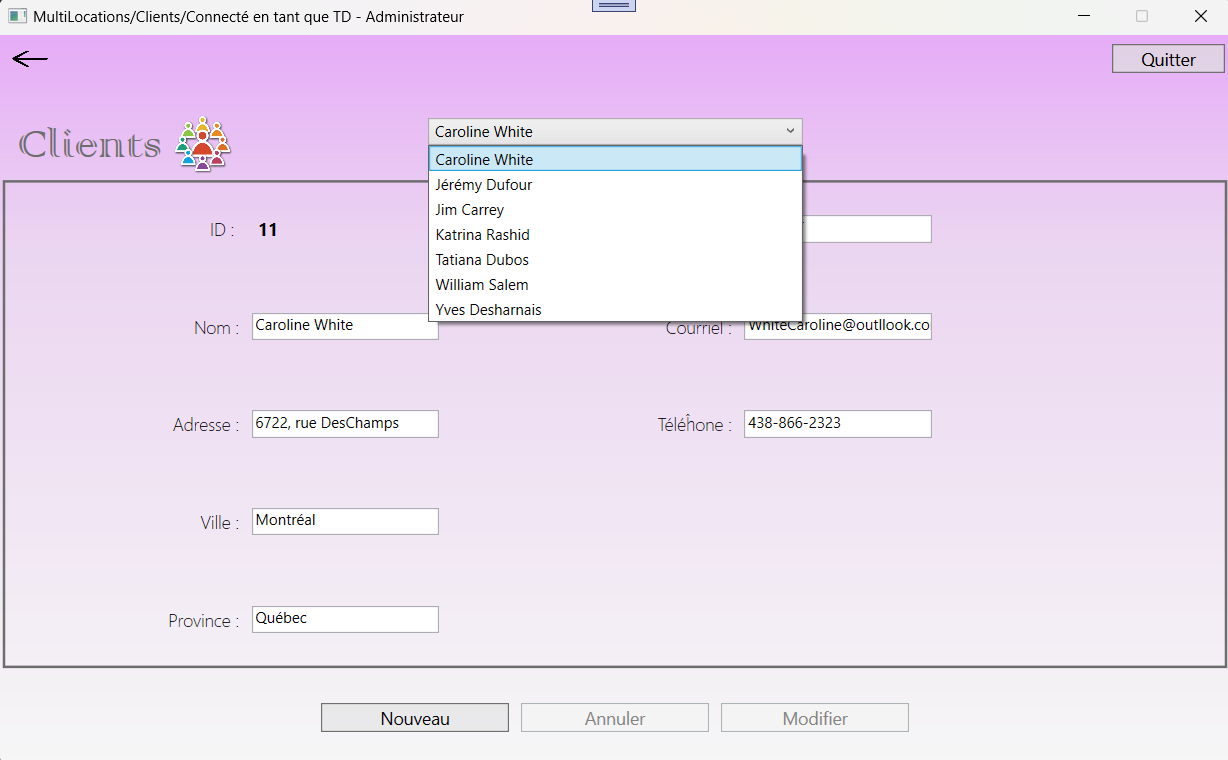 MultiLocations/Clients/Connecté en tant que TD - Administrateur
Quitter
Clients
Caroline White
Caroline White
Jérémy Dufour
Jim Carrey
Katrina Rashid
Tatiana Dubos
William Salem
Yves Desharnais
ID : 11
Nom : Caroline White
Courriel : WhiteCaroline@outllook.co
Adresse : 6722, rue DesChamps
Téléhone : 438-866-2323
Ville : Montréal
Province : Québec
Nouveau Annuler Modifier